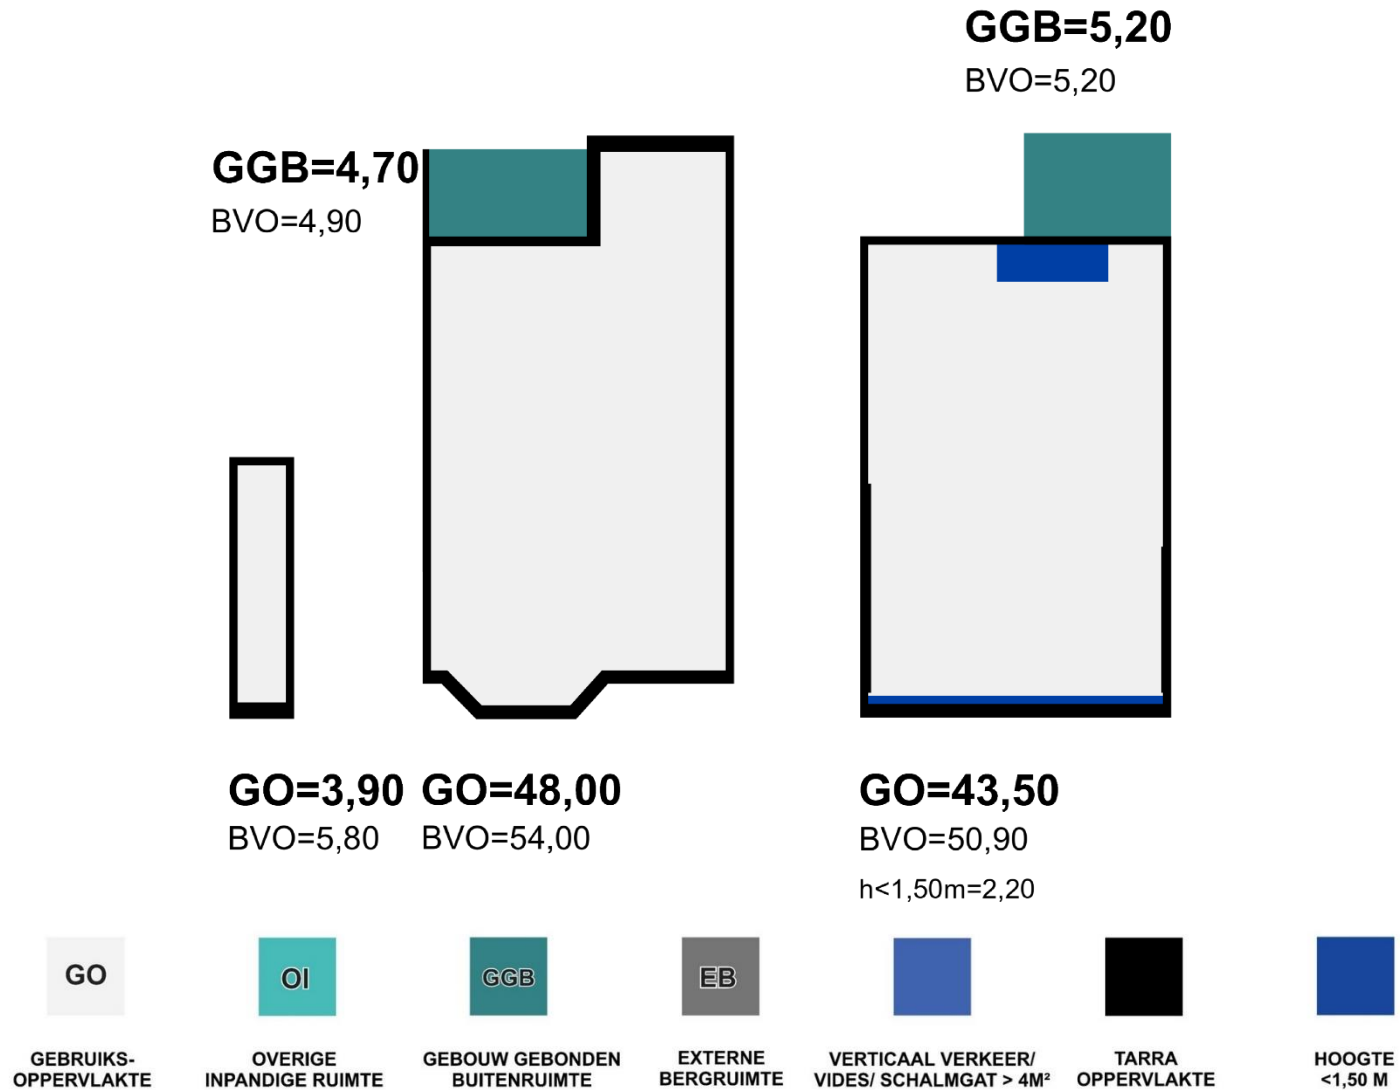 GGB=5,20
BVO=5,20
GGB=4,70
BVO=4,90
GO=3,90
BVO=5,80
GO=48,00
BVO=54,00
GO=43,50
BVO=50,90
h<1,50m=2,20
GO
OI
GGB
EB
GEBRUIKS-
OPPERVLAKTE
OVERIGE
INPANDIGE RUIMTE
GEBOUW GEBONDEN
BUITENRUIMTE
EXTERNE
BERGRUIMTE
VERTICAAL VERKEER/
VIDES/ SCHALMGAT > 4M²
TARRA
OPPERVLAKTE
HOOGTE
<1,50 M